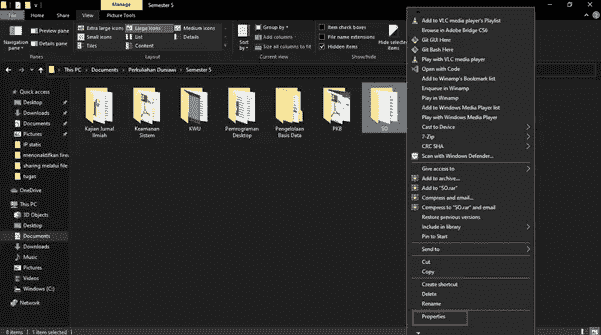 Manage
Semester 5
File
Home
Share
View
Picture Tools
Navigation
pane
Preview pane
Details pane
Panes
Extra large icons
Large icons
Medium icons
Small icons
List
Details
Tiles
Content
Layout
Sort
by
Group by
Add columns
Size all columns to fit
Current view
Item check boxes
File name extensions
Hidden items
Hide selected
items
Show/hide
This PC > Documents > Perkuliahan Duniawi > Semester 5
Quick access
Desktop
Downloads
Documents
Pictures
IP statis
menonaktifkan firew
sharing melalui file
tugas
OneDrive
This PC
3D Objects
Desktop
Documents
Downloads
Music
Pictures
Videos
Windows (C:)
Network
Kajian Jurnal
Ilmiah
Keamanan
Sistem
KWU
Pemrograman
Desktop
Pengelolaan
Basis Data
PKB
SO
Add to VLC media player's Playlist
Browse in Adobe Bridge CS6
Git GUI Here
Git Bash Here
Play with VLC media player
Open with Code
Add to Winamp's Bookmark list
Enqueue in Winamp
Play in Winamp
Add to Windows Media Player list
Play with Windows Media Player
Cast to Device
7-Zip
CRC SHA
Scan with Windows Defender...
Give access to
Add to archive...
Add to "SO.rar"
Compress and email...
Compress to "SO.rar" and email
Restore previous versions
Include in library
Pin to Start
Send to
Cut
Copy
Create shortcut
Delete
Rename
Properties
8 items
1 item selected